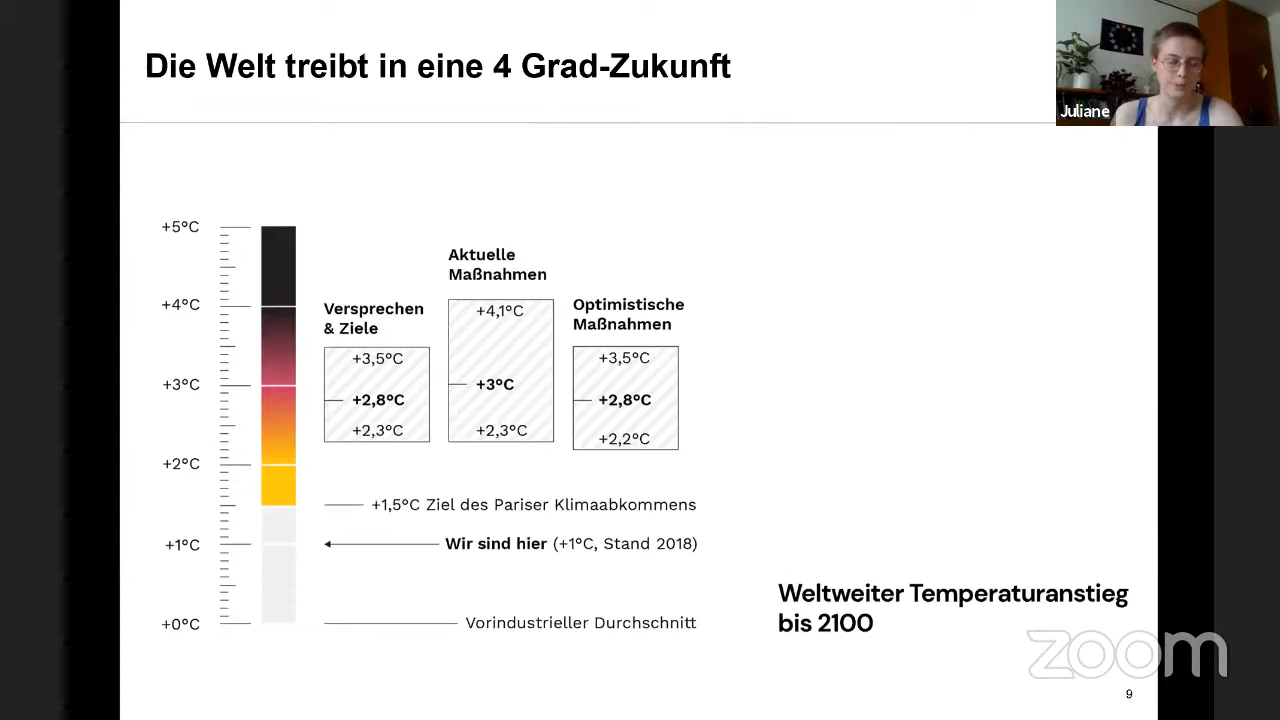 Die Welt treibt in eine 4 Grad-Zukunft
Juliane
+5°C
+4°C
+3°C
+2°C
+1°C
+0°C
Versprechen
& Ziele
+3,5°C
+2,8°C
+2,3°C
Aktuelle
Maßnahmen
+4,1°C
+3°C
+2,3°C
Optimistische
Maßnahmen
+3,5°C
+2,8°C
+2,2°C
+1,5°C Ziel des Pariser Klimaabkommens
Wir sind hier (+1°C, Stand 2018)
Vorindustrieller Durchschnitt
Weltweiter Temperaturanstieg
bis 2100
zoom
9